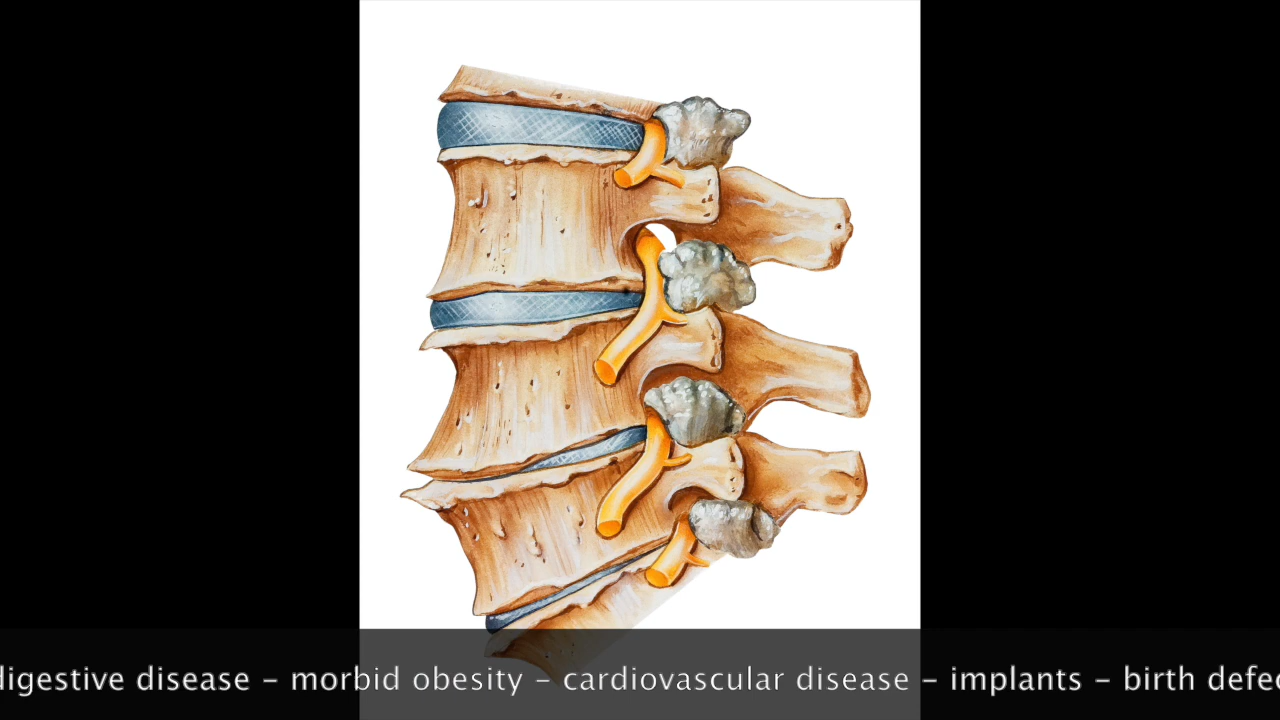 digestive disease – morbid obesity – cardiovascular disease – implants – birth